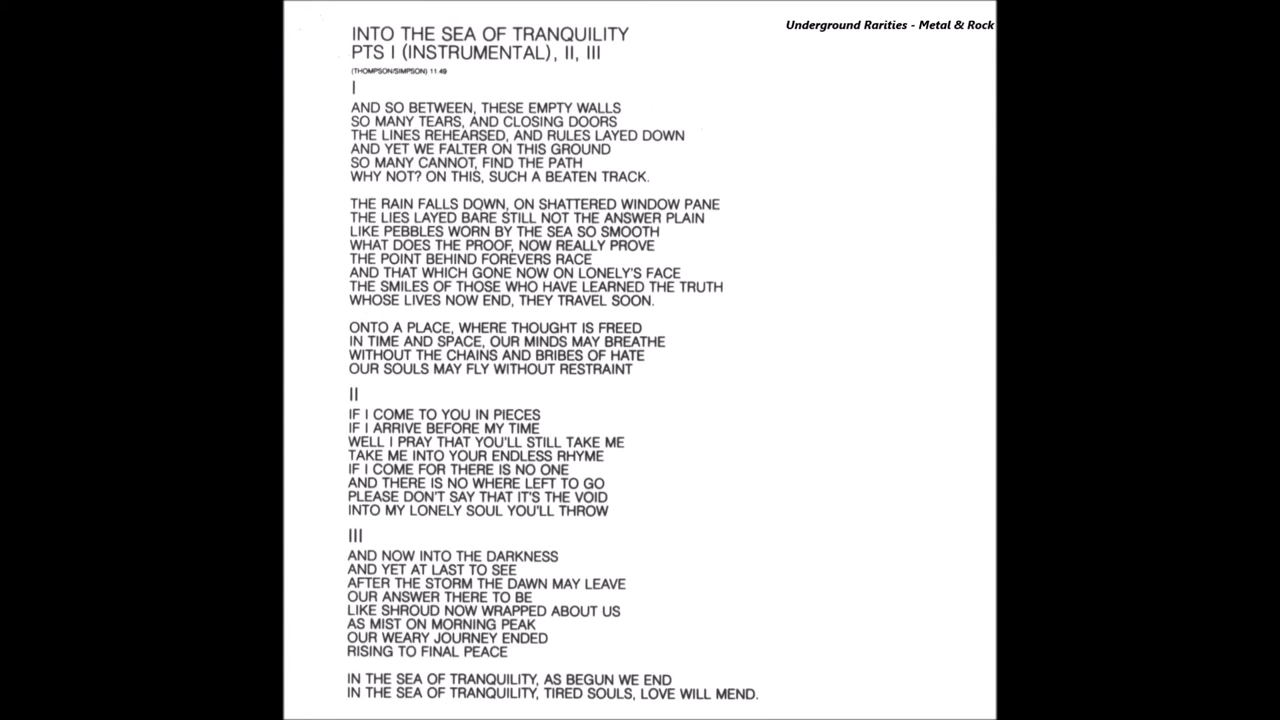 Underground Rarities - Metal & Rock
INTO THE SEA OF TRANQUILITY
PTS I (INSTRUMENTAL), II, III
(THOMPSON/SIMPSON) 11.49
I
AND SO BETWEEN, THESE EMPTY WALLS
SO MANY TEARS, AND CLOSING DOORS
THE LINES REHEARSED, AND RULES LAYED DOWN
AND YET WE FALTER ON THIS GROUND
SO MANY CANNOT, FIND THE PATH
WHY NOT? ON THIS, SUCH A BEATEN TRACK.
THE RAIN FALLS DOWN, ON SHATTERED WINDOW PANE
THE LIES LAYED BARE STILL NOT THE ANSWER PLAIN
LIKE PEBBLES WORN BY THE SEA SO SMOOTH
WHAT DOES THE PROOF, NOW REALLY PROVE
THE POINT BEHIND FOREVERS RACE
AND THAT WHICH GONE NOW ON LONELY'S FACE
THE SMILES OF THOSE WHO HAVE LEARNED THE TRUTH
WHOSE LIVES NOW END, THEY TRAVEL SOON.
ONTO A PLACE, WHERE THOUGHT IS FREED
IN TIME AND SPACE, OUR MINDS MAY BREATHE
WITHOUT THE CHAINS AND BRIBES OF HATE
OUR SOULS MAY FLY WITHOUT RESTRAINT
II
IF I COME TO YOU IN PIECES
IF I ARRIVE BEFORE MY TIME
WELL I PRAY THAT YOU'LL STILL TAKE ME
TAKE ME INTO YOUR ENDLESS RHYME
IF I COME FOR THERE IS NO ONE
AND THERE IS NO WHERE LEFT TO GO
PLEASE DON'T SAY THAT IT'S THE VOID
INTO MY LONELY SOUL YOU'LL THROW
III
AND NOW INTO THE DARKNESS
AND YET AT LAST TO SEE
AFTER THE STORM THE DAWN MAY LEAVE
OUR ANSWER THERE TO BE
LIKE SHROUD NOW WRAPPED ABOUT US
AS MIST ON MORNING PEAK
OUR WEARY JOURNEY ENDED
RISING TO FINAL PEACE
IN THE SEA OF TRANQUILITY, AS BEGUN WE END
IN THE SEA OF TRANQUILITY, TIRED SOULS, LOVE WILL MEND.